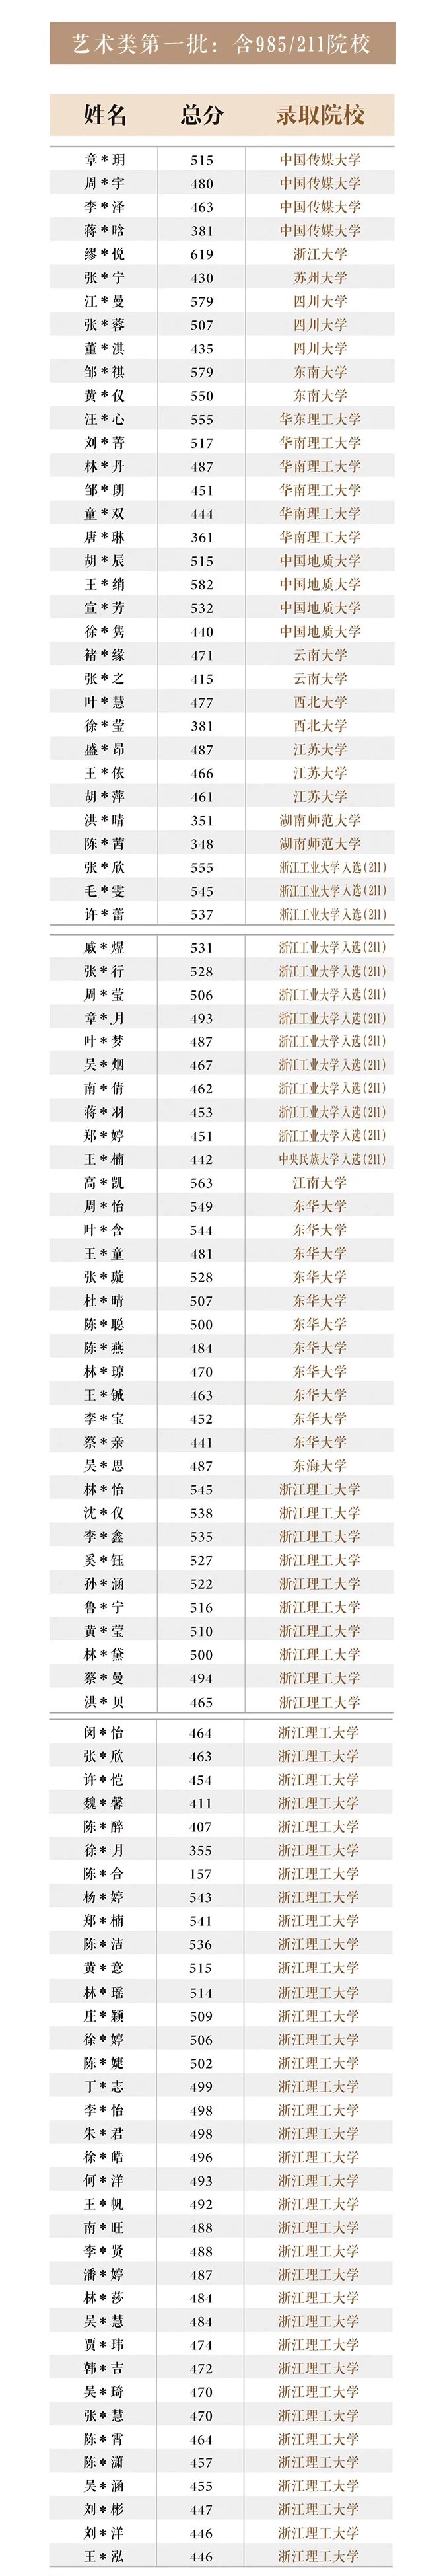 艺术类第一批：含985/211院校
姓名 总分 录取院校
章*玥 515 中国传媒大学
周*宇 480 中国传媒大学
李*泽 463 中国传媒大学
蒋*晗 381 中国传媒大学
缪*悦 619 浙江大学
张*宁 430 苏州大学
江*曼 579 四川大学
张*蓉 507 四川大学
董*淇 435 四川大学
邹*祺 579 东南大学
黄*仪 550 东南大学
汪*心 555 华东理工大学
刘*菁 517 华南理工大学
林*丹 487 华南理工大学
邹*朗 451 华南理工大学
童*双 444 华南理工大学
唐*琳 361 华南理工大学
胡*辰 515 中国地质大学
王*绡 582 中国地质大学
宣*芳 532 中国地质大学
徐*隽 440 中国地质大学
褚*缘 471 云南大学
张*之 415 云南大学
叶*慧 477 西北大学
徐*莹 381 西北大学
盛*昂 487 江苏大学
王*依 466 江苏大学
胡*萍 461 江苏大学
洪*晴 351 湖南师范大学
陈*茜 348 湖南师范大学
张*欣 555 浙江工业大学入选(211)
毛*雯 545 浙江工业大学入选(211)
许*蕾 537 浙江工业大学入选(211)
戚*煜 531 浙江工业大学入选(211)
张*行 528 浙江工业大学入选(211)
周*莹 506 浙江工业大学入选(211)
章*月 493 浙江工业大学入选(211)
叶*梦 487 浙江工业大学入选(211)
吴*烟 467 浙江工业大学入选(211)
南*倩 462 浙江工业大学入选(211)
蒋*羽 453 浙江工业大学入选(211)
郑*婷 451 浙江工业大学入选(211)
王*楠 442 中央民族大学入选(211)
高*凯 563 江南大学
周*怡 549 东华大学
叶*含 544 东华大学
王*童 481 东华大学
张*璇 528 东华大学
杜*晴 507 东华大学
陈*聪 500 东华大学
陈*燕 484 东华大学
林*琼 470 东华大学
王*铖 463 东华大学
李*宝 452 东华大学
蔡*亲 441 东华大学
吴*思 487 东海大学
林*怡 545 浙江理工大学
沈*仪 538 浙江理工大学
李*鑫 535 浙江理工大学
奚*钰 527 浙江理工大学
孙*涵 522 浙江理工大学
鲁*宁 516 浙江理工大学
黄*莹 510 浙江理工大学
林*黛 500 浙江理工大学
蔡*曼 494 浙江理工大学
洪*贝 465 浙江理工大学
闵*怡 464 浙江理工大学
张*欣 463 浙江理工大学
许*恺 454 浙江理工大学
魏*馨 411 浙江理工大学
陈*醉 407 浙江理工大学
徐*月 355 浙江理工大学
陈*合 157 浙江理工大学
杨*婷 543 浙江理工大学
郑*楠 541 浙江理工大学
陈*洁 536 浙江理工大学
黄*意 515 浙江理工大学
林*瑶 514 浙江理工大学
庄*颖 509 浙江理工大学
徐*婷 506 浙江理工大学
陈*婕 502 浙江理工大学
丁*志 499 浙江理工大学
李*怡 498 浙江理工大学
朱*君 498 浙江理工大学
徐*皓 496 浙江理工大学
何*洋 493 浙江理工大学
王*帆 492 浙江理工大学
南*旺 488 浙江理工大学
李*贤 488 浙江理工大学
潘*婷 487 浙江理工大学
林*莎 484 浙江理工大学
吴*慧 484 浙江理工大学
贾*玮 474 浙江理工大学
韩*吉 472 浙江理工大学
吴*琦 470 浙江理工大学
张*慧 470 浙江理工大学
陈*霄 464 浙江理工大学
陈*潇 457 浙江理工大学
吴*涵 455 浙江理工大学
刘*彬 447 浙江理工大学
刘*洋 446 浙江理工大学
王*泓 446 浙江理工大学